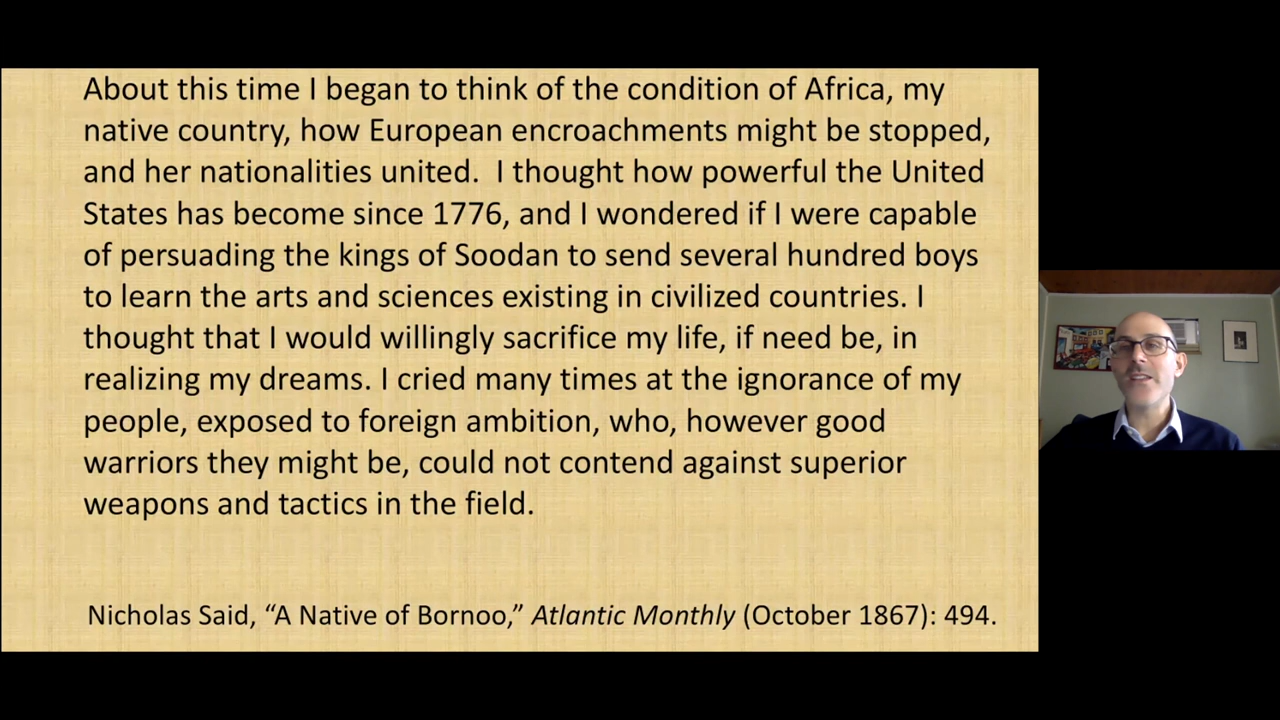 About this time I began to think of the condition of Africa, my
native country, how European encroachments might be stopped,
and her nationalities united.  I thought how powerful the United
States has become since 1776, and I wondered if I were capable
of persuading the kings of Soodan to send several hundred boys
to learn the arts and sciences existing in civilized countries. I
thought that I would willingly sacrifice my life, if need be, in
realizing my dreams. I cried many times at the ignorance of my
people, exposed to foreign ambition, who, however good
warriors they might be, could not contend against superior
weapons and tactics in the field.
Nicholas Said, “A Native of Bornoo,” Atlantic Monthly (October 1867): 494.